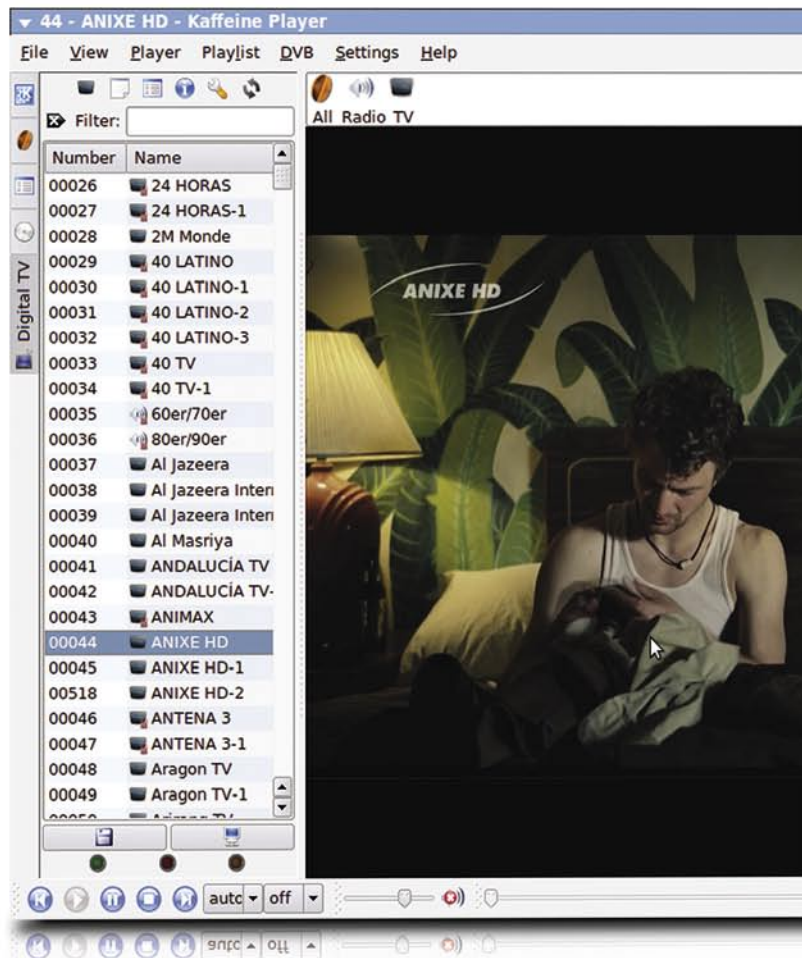 44 - ANIXE HD - Kaffeine Player
File View Player Playlist DVB Settings Help
Filter:
All Radio TV
Number Name
Digital TV
00026 24 HORAS
00027 24 HORAS-1
00028 2M Monde
00029 40 LATINO
00030 40 LATINO-1
00031 40 LATINO-2
00032 40 LATINO-3
00033 40 TV
00034 40 TV-1
00035 60er/70er
00036 80er/90er
00037 Al Jazeera
00038 Al Jazeera Inter
00039 Al Jazeera Inter
00040 Al Masriya
00041 ANDALUCÍA TV
00042 ANDALUCÍA TV-
00043 ANIMAX
00044 ANIXE HD
00045 ANIXE HD-1
00518 ANIXE HD-2
00046 ANTENA 3
00047 ANTENA 3-1
00048 Aragon TV
00049 Aragon TV-1
ANIXE HD
auto off